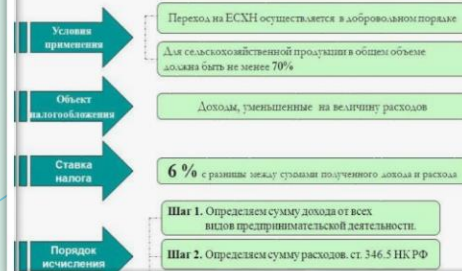 Условия
применения
Переход на ЕСХН осуществляется в добровольном порядке
Для сельскохозяйственной продукции в общем объеме
должна быть не менее 70%
Объект
налогообложения
Доходы, уменьшенные на величину расходов
Ставка
налога
6 % с разницы между суммами полученного дохода и расхода
Порядок
исчисления
Шаг 1. Определяем сумму дохода от всех
видов предпринимательской деятельности.
Шаг 2. Определяем сумму расходов. ст. 346.5 НК РФ